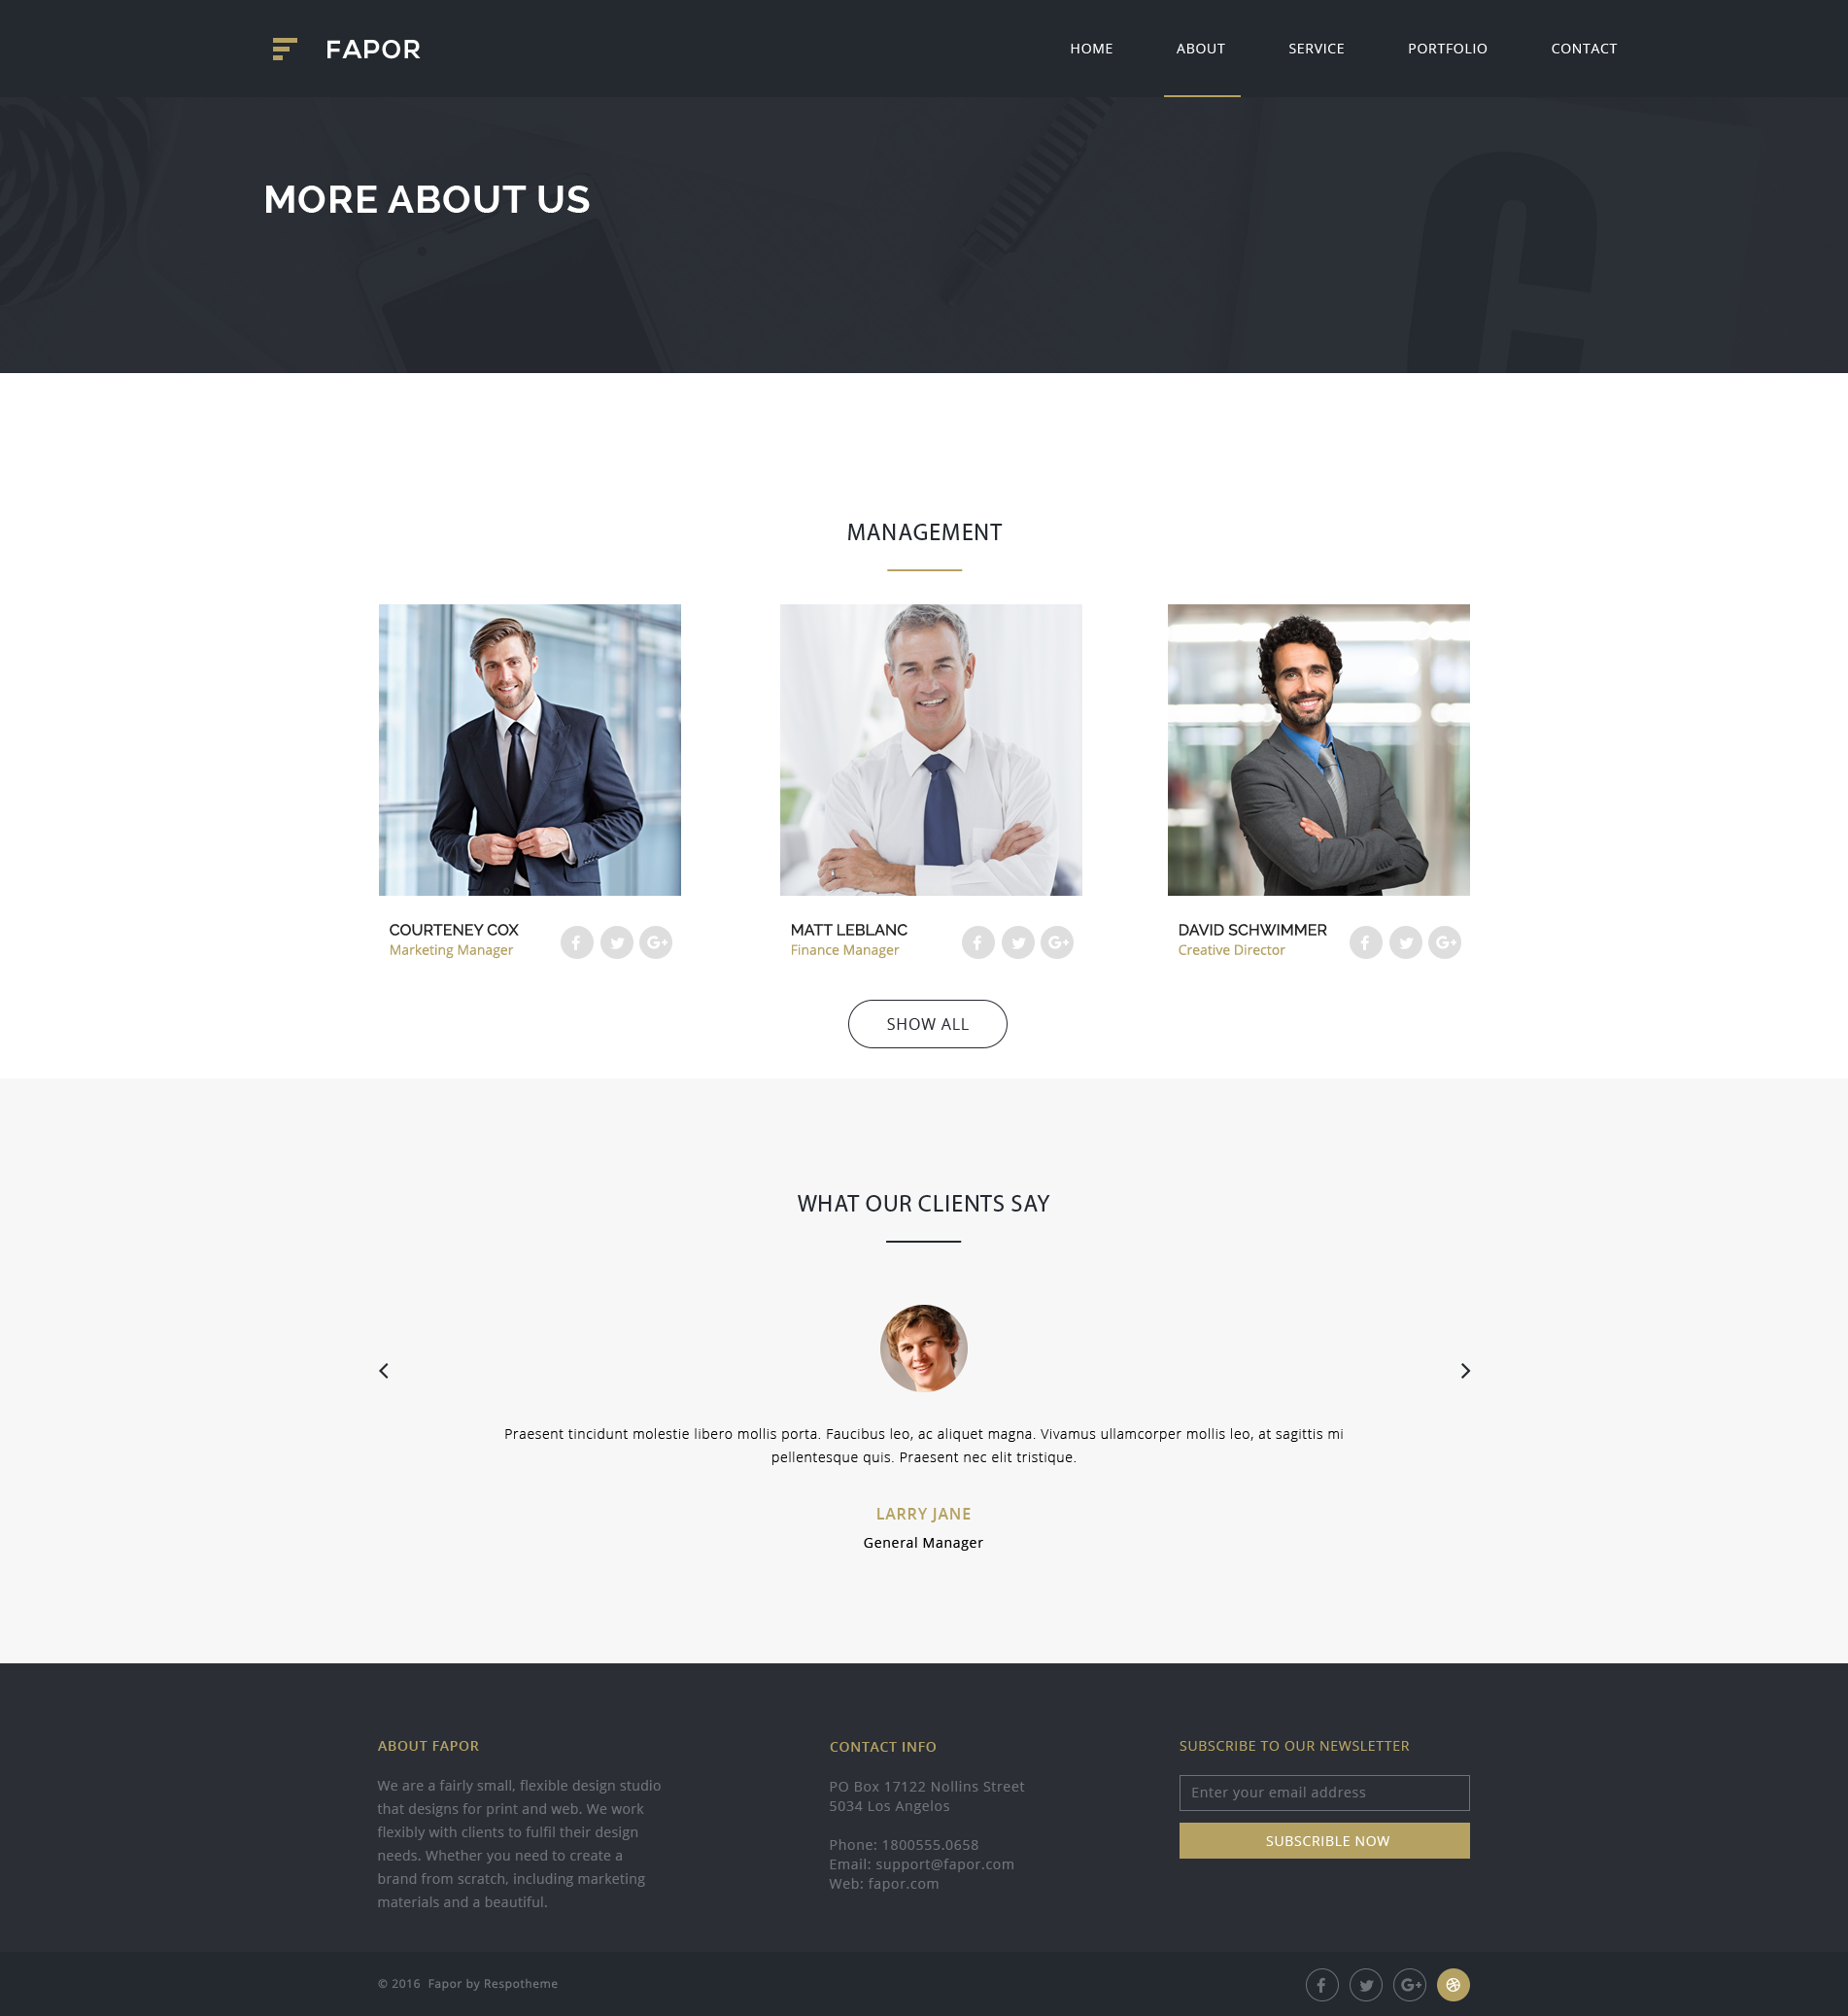 FAPOR
HOME
ABOUT
SERVICE
PORTFOLIO
CONTACT
MORE ABOUT US
C
MANAGEMENT
COURTENEY COX
Marketing Manager
MATT LEBLANC
Finance Manager
DAVID SCHWIMMER
Creative Director
SHOW ALL
WHAT OUR CLIENTS SAY
Praesent tincidunt molestie libero mollis porta. Faucibus leo, ac aliquet magna. Vivamus ullamcorper mollis leo, at sagittis mi
pellentesque quis. Praesent nec elit tristique.
LARRY JANE
General Manager
ABOUT FAPOR
We are a fairly small, flexible design studio
that designs for print and web. We work
flexibly with clients to fulfil their design
needs. Whether you need to create a
brand from scratch, including marketing
materials and a beautiful.
CONTACT INFO
PO Box 17122 Nollins Street
5034 Los Angelos
Phone: 1800555.0658
Email: support@fapor.com
Web: fapor.com
SUBSCRIBE TO OUR NEWSLETTER
Enter your email address
SUBSCRIBLE NOW
© 2016 Fapor by Respotheme